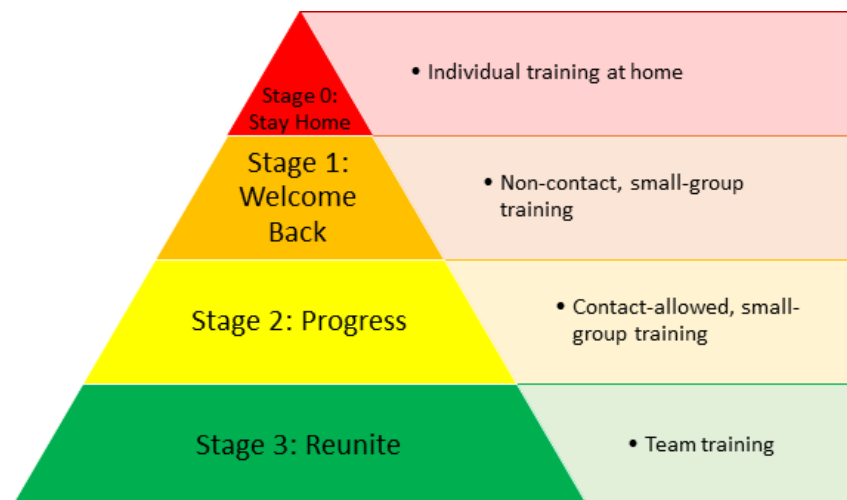 Stage 0:
Stay Home
• Individual training at home
Stage 1:
Welcome
Back
• Non-contact, small-group
training
Stage 2: Progress
• Contact-allowed, small-
group training
Stage 3: Reunite
• Team training